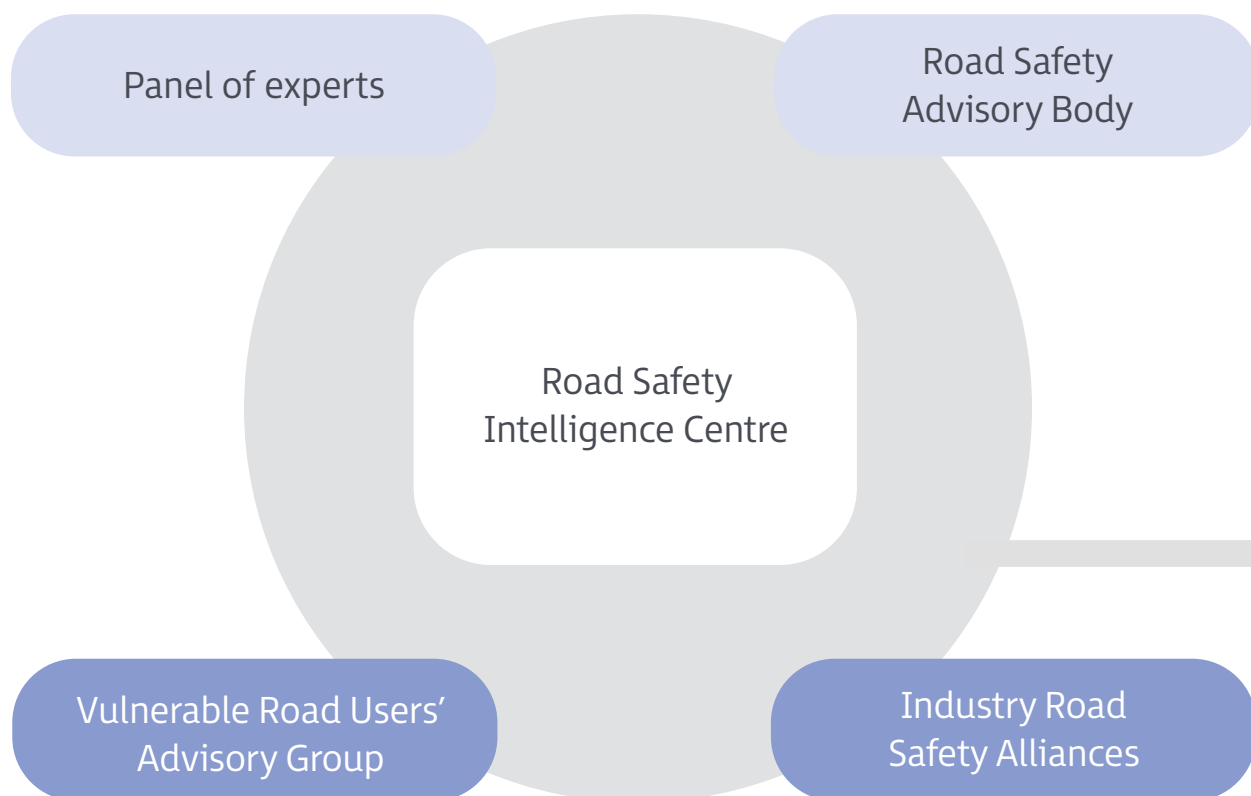 Panel of experts
Road Safety
Advisory Body
Road Safety
Intelligence Centre
Vulnerable Road Users’
Advisory Group
Industry Road
Safety Alliances